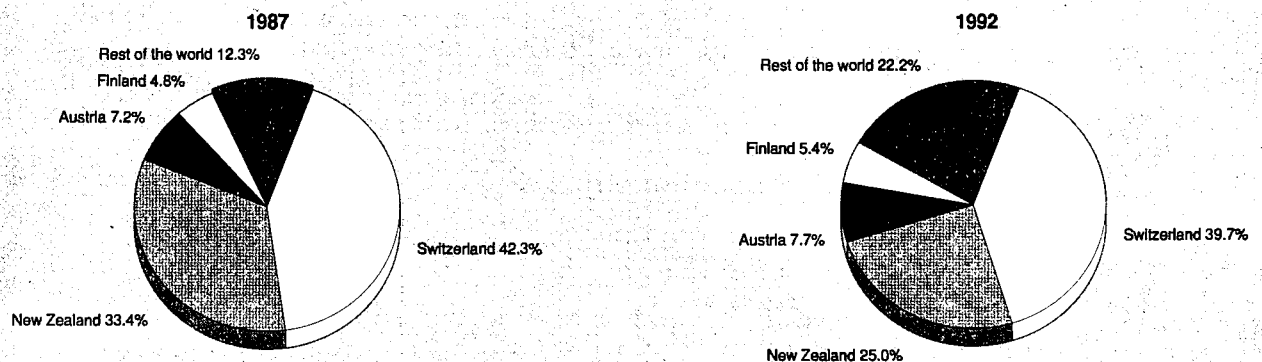 1987
Rest of the world 12.3%
Finland 4.8%
Austria 7.2%
Switzerland 42.3%
New Zealand 33.4%
1992
Rest of the world 22.2%
Finland 5.4%
Austria 7.7%
Switzerland 39.7%
New Zealand 25.0%